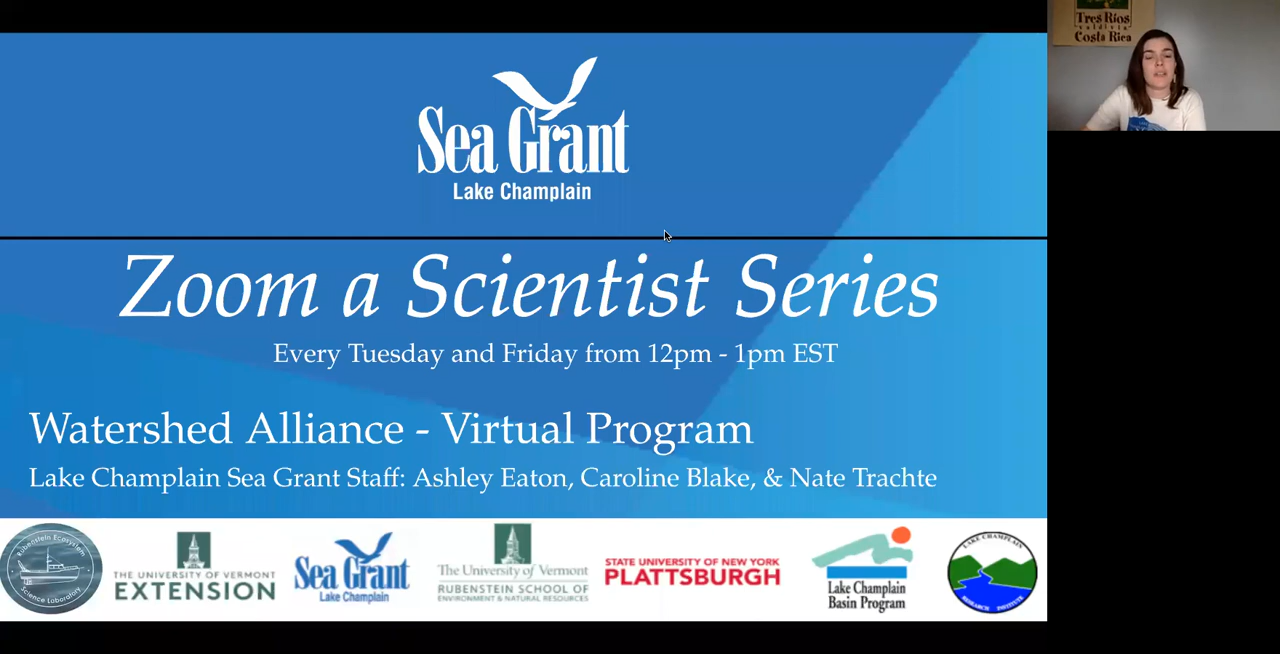 Sea Grant
Lake Champlain
Zoom a Scientist Series
Every Tuesday and Friday from 12pm - 1pm EST
Watershed Alliance - Virtual Program
Lake Champlain Sea Grant Staff: Ashley Eaton, Caroline Blake, & Nate Trachte
Rubenstein Ecosystem
Science Laboratory
THE UNIVERSITY OF VERMONT
EXTENSION
Sea Grant
Lake Champlain
The University of Vermont
RUBENSTEIN SCHOOL OF
ENVIRONMENT & NATURAL RESOURCES
STATE UNIVERSITY OF NEW YORK
PLATTSBURGH
Lake Champlain
Basin Program
LAKE CHAMPLAIN
RESEARCH INSTITUTE
Tres Ríos
Costa Rica